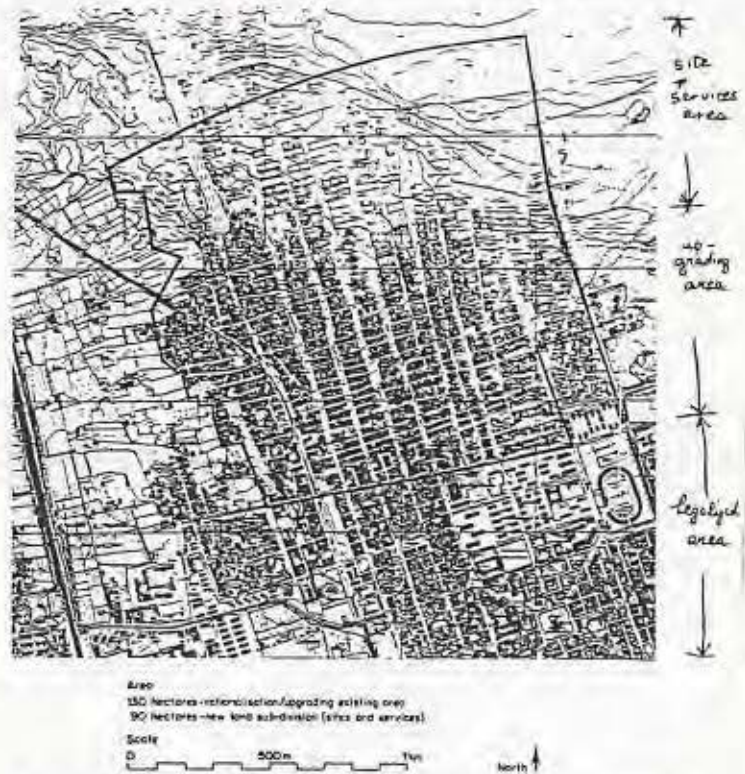 site
+
services
area
up-
grading
area
legalized
area
Area
130 hectares-rationalisation/upgrading existing area
90 hectares-new land subdivision (sites and services)
Scale
0 500m 1km
North